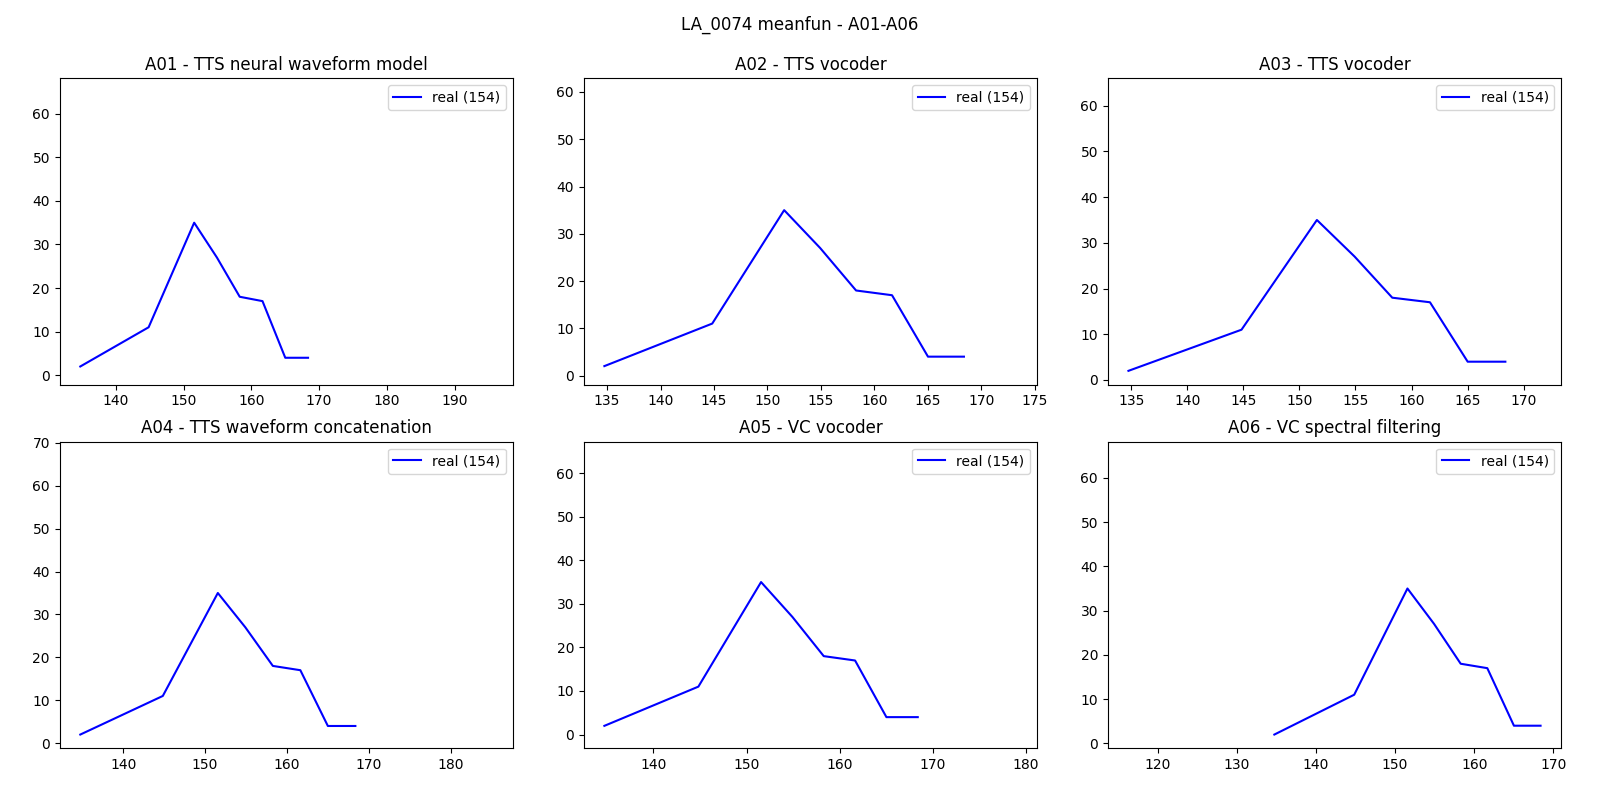 LA_0074 meanfun - A01-A06
A01 - TTS neural waveform model
real (154)
60
50
40
30
20
10
0
140 150 160 170 180 190
A02 - TTS vocoder
real (154)
60
50
40
30
20
10
0
135 140 145 150 155 160 165 170 175
A03 - TTS vocoder
real (154)
60
50
40
30
20
10
0
135 140 145 150 155 160 165 170
A04 - TTS waveform concatenation
real (154)
70
60
50
40
30
20
10
0
140 150 160 170 180
A05 - VC vocoder
real (154)
60
50
40
30
20
10
0
140 150 160 170 180
A06 - VC spectral filtering
real (154)
60
50
40
30
20
10
0
120 130 140 150 160 170